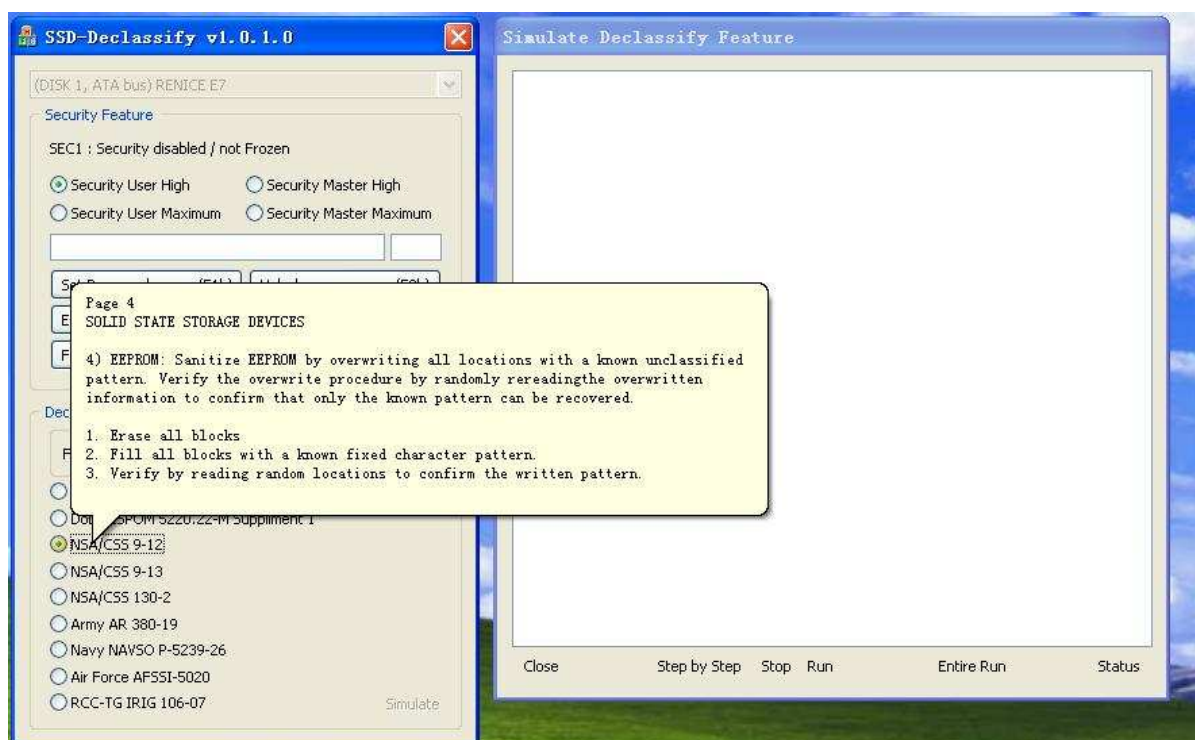 SSD-Declassify v1.0.1.0
(DISK 1, ATA bus) RENICE E7
Security Feature
SEC1 : Security disabled / not Frozen
Security User High
Security Master High
Security User Maximum
Security Master Maximum
Page 4
SOLID STATE STORAGE DEVICES
4) EEPROM: Sanitize EEPROM by overwriting all locations with a known unclassified
pattern. Verify the overwrite procedure by randomly rereadingthe overwritten
information to confirm that only the known pattern can be recovered.
1. Erase all blocks
2. Fill all blocks with a known fixed character pattern.
3. Verify by reading random locations to confirm the written pattern.
5220.22-M Suppliment 1
NSA/CSS 9-12
NSA/CSS 9-13
NSA/CSS 130-2
Army AR 380-19
Navy NAVSO P-5239-26
Air Force AFSSI-5020
RCC-TG IRIG 106-07
Simulate
Simulate Declassify Feature
Close
Step by Step
Stop
Run
Entire Run
Status